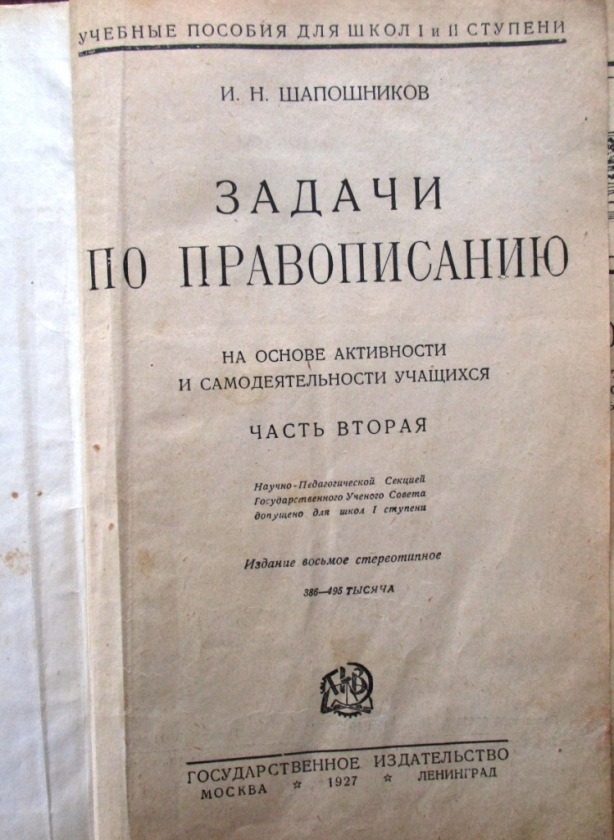 УЧЕБНЫЕ ПОСОБИЯ ДЛЯ ШКОЛ I и II СТУПЕНИ
И. Н. ШАПОШНИКОВ
ЗАДАЧИ
ПО ПРАВОПИСАНИЮ
НА ОСНОВЕ АКТИВНОСТИ
И САМОДЕЯТЕЛЬНОСТИ УЧАЩИХСЯ
ЧАСТЬ ВТОРАЯ
Научно-Педагогической Секцией
Государственного Ученого Совета
допущено для школ I ступени
Издание восьмое стереотипное
386—495 ТЫСЯЧА
ГОСУДАРСТВЕННОЕ ИЗДАТЕЛЬСТВО
МОСКВА ☆ 1927 ☆ ЛЕНИНГРАД